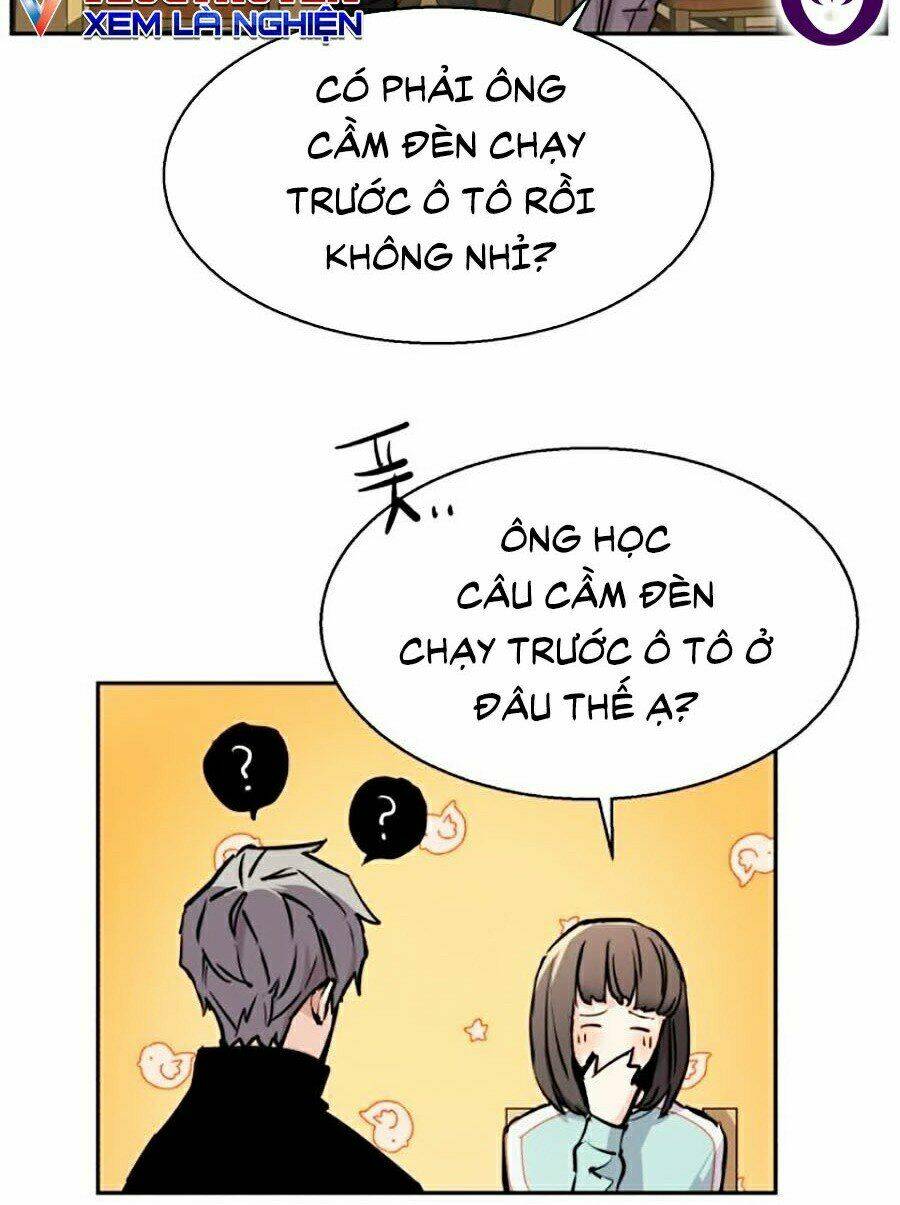 XEM LÀ NGHIỆN
CÓ PHẢI ÔNG
CẦM ĐÈN CHẠY
TRƯỚC Ô TÔ RỒI
KHÔNG NHỈ?
풋..
ÔNG HỌC
CÂU CẦM ĐÈN
CHẠY TRƯỚC Ô TÔ Ở
ĐÂU THẾ Ạ?
?
?